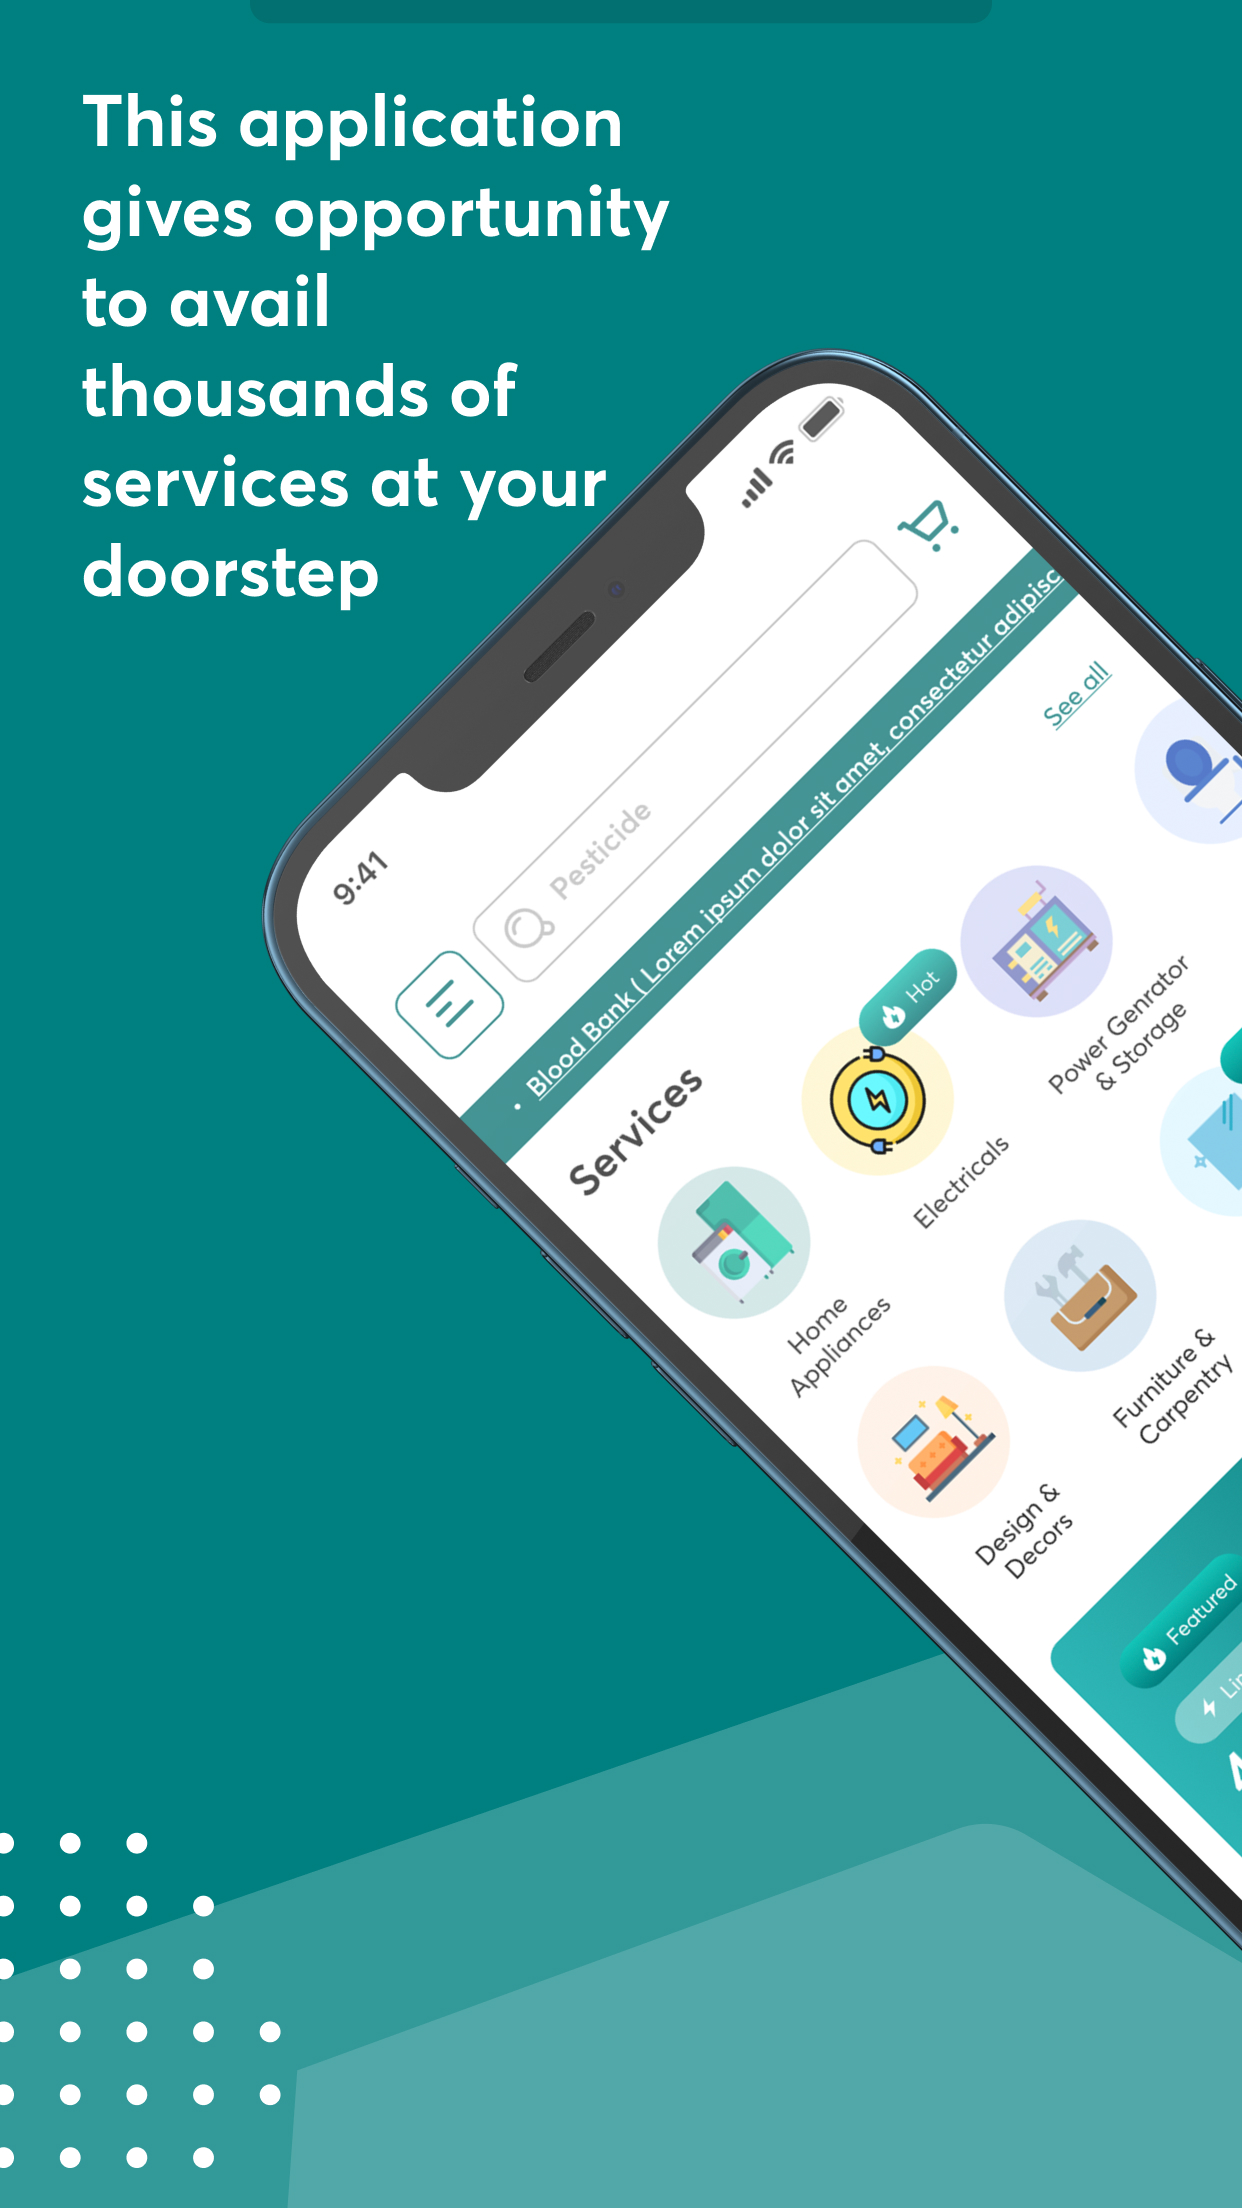 This application
gives opportunity
to avail
thousands of
services at your
doorstep
9:41
Pesticide
• Blood Bank ( Lorem ipsum dolor sit amet, consectetur adipisc
Services
See all
Hot
Home
Appliances
Electricals
Power Genrator
& Storage
Design &
Decors
Furniture &
Carpentry
Featured